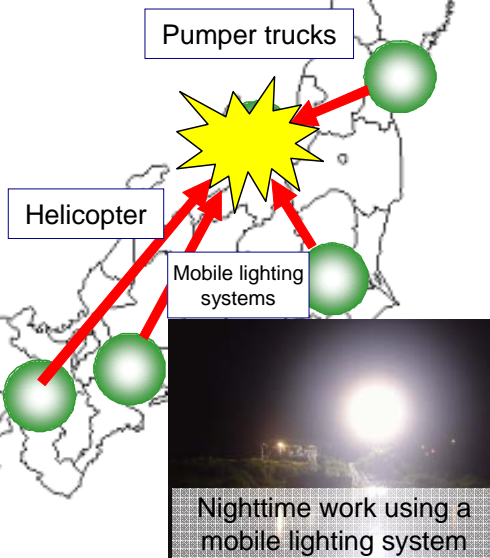 Pumper trucks
Helicopter
Mobile lighting
systems
Nighttime work using a
mobile lighting system